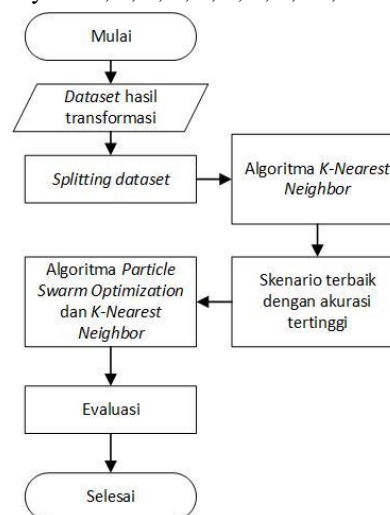 Mulai
Dataset hasil
transformasi
Splitting dataset
Algoritma K-Nearest
Neighbor
Skenario terbaik
dengan akurasi
tertinggi
Algoritma Particle
Swarm Optimization
dan K-Nearest
Neighbor
Evaluasi
Selesai